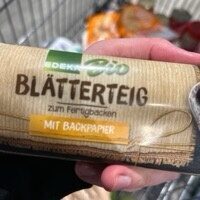 EDEKA Bio
BLÄTTERTEIG
zum Fertigbacken
MIT BACKPAPIER